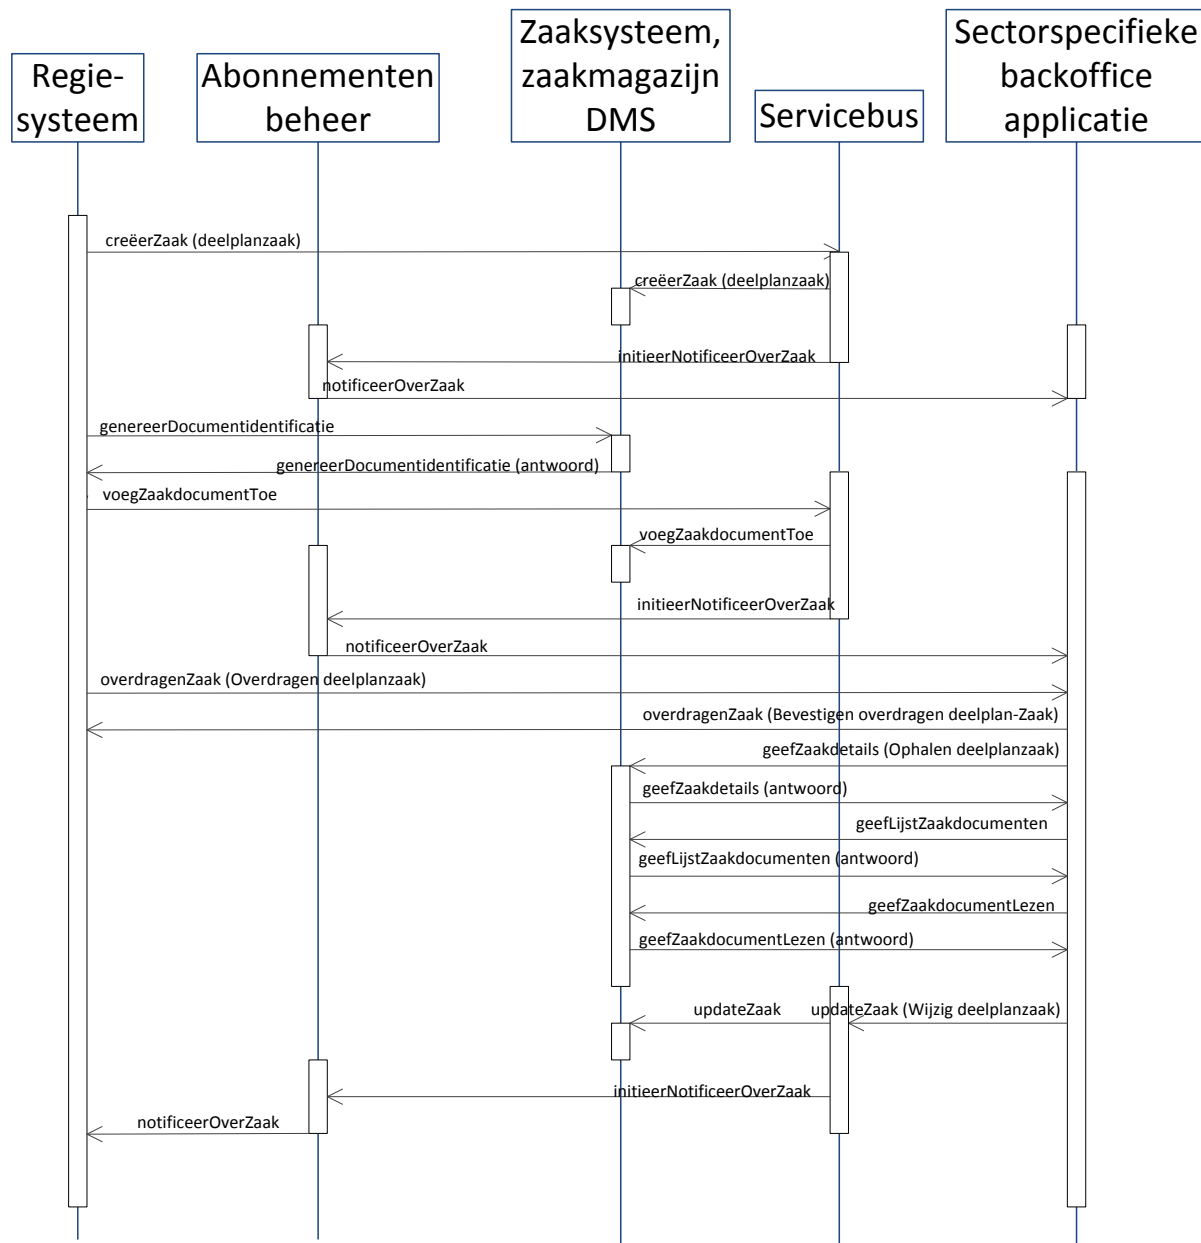 Regie-
systeem
Abonnementen
beheer
Zaaksysteem,
zaakmagazijn
DMS
Servicebus
Sectorspecifieke
backoffice
applicatie
creëerZaak (deelplanzaak)
creëerZaak (deelplanzaak)
initieerNotificeerOverZaak
notificeerOverZaak
genereerDocumentidentificatie
genereerDocumentidentificatie (antwoord)
voegZaakdocumentToe
voegZaakdocumentToe
initieerNotificeerOverZaak
notificeerOverZaak
overdragenZaak (Overdragen deelplanzaak)
overdragenZaak (Bevestigen overdragen deelplan-Zaak)
geefZaakdetails (Ophalen deelplanzaak)
geefZaakdetails (antwoord)
geefLijstZaakdocumenten
geefLijstZaakdocumenten (antwoord)
geefZaakdocumentLezen
geefZaakdocumentLezen (antwoord)
updateZaak
updateZaak (Wijzig deelplanzaak)
initieerNotificeerOverZaak
notificeerOverZaak